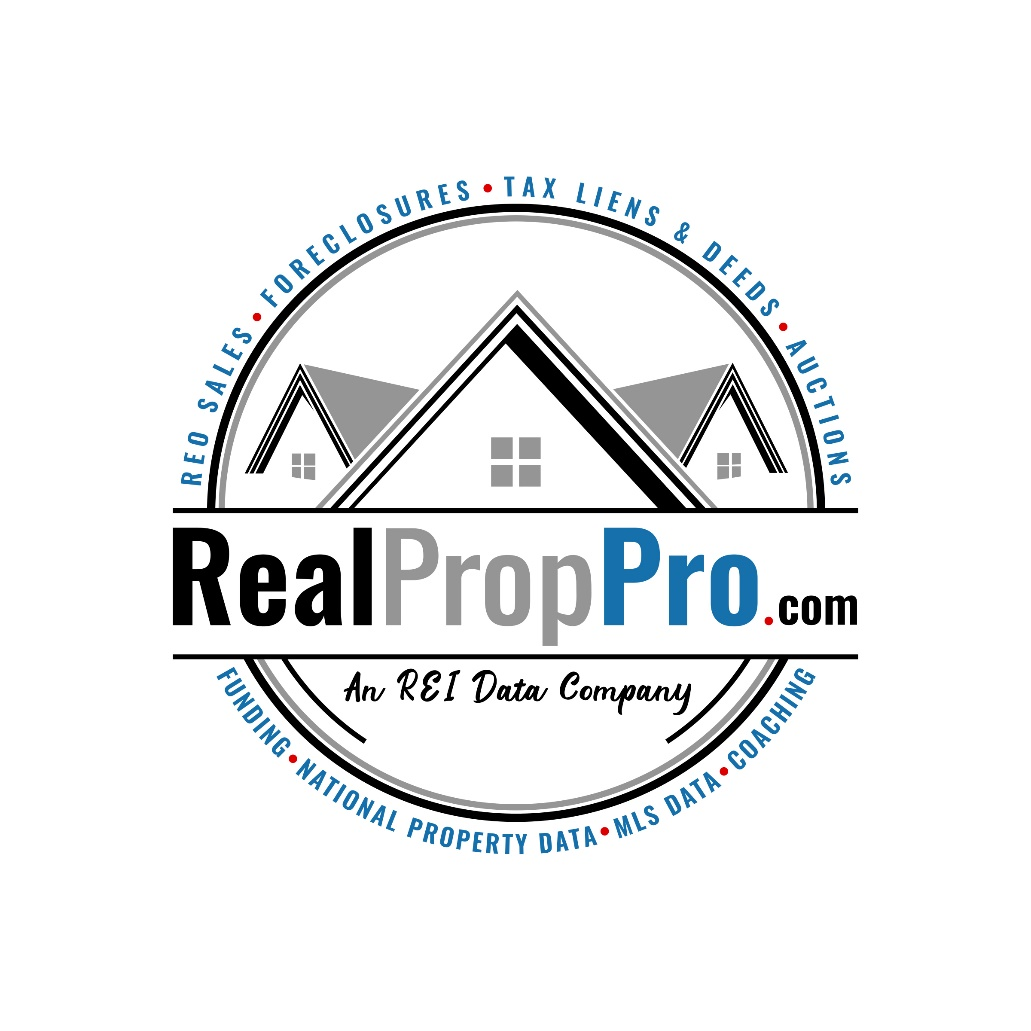 REO SALES • FORECLOSURES • TAX LIENS & DEEDS • AUCTIONS
RealPropPro.com
An REI Data Company
FUNDING • NATIONAL PROPERTY DATA • MLS DATA • COACHING